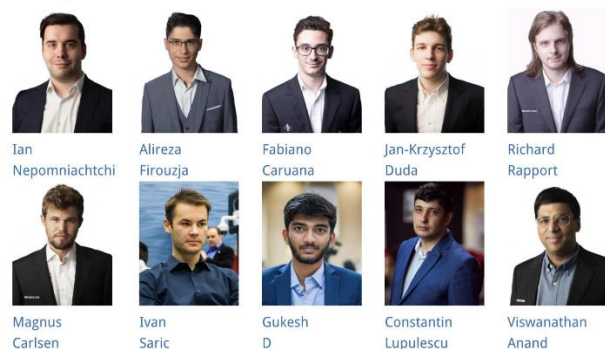 Ian
Nepomniachtchi
Alireza
Firouzja
Fabiano
Caruana
Jan-Krzysztof
Duda
Richard
Rapport
Magnus
Carlsen
Ivan
Saric
Gukesh
D
Constantin
Lupulescu
Viswanathan
Anand